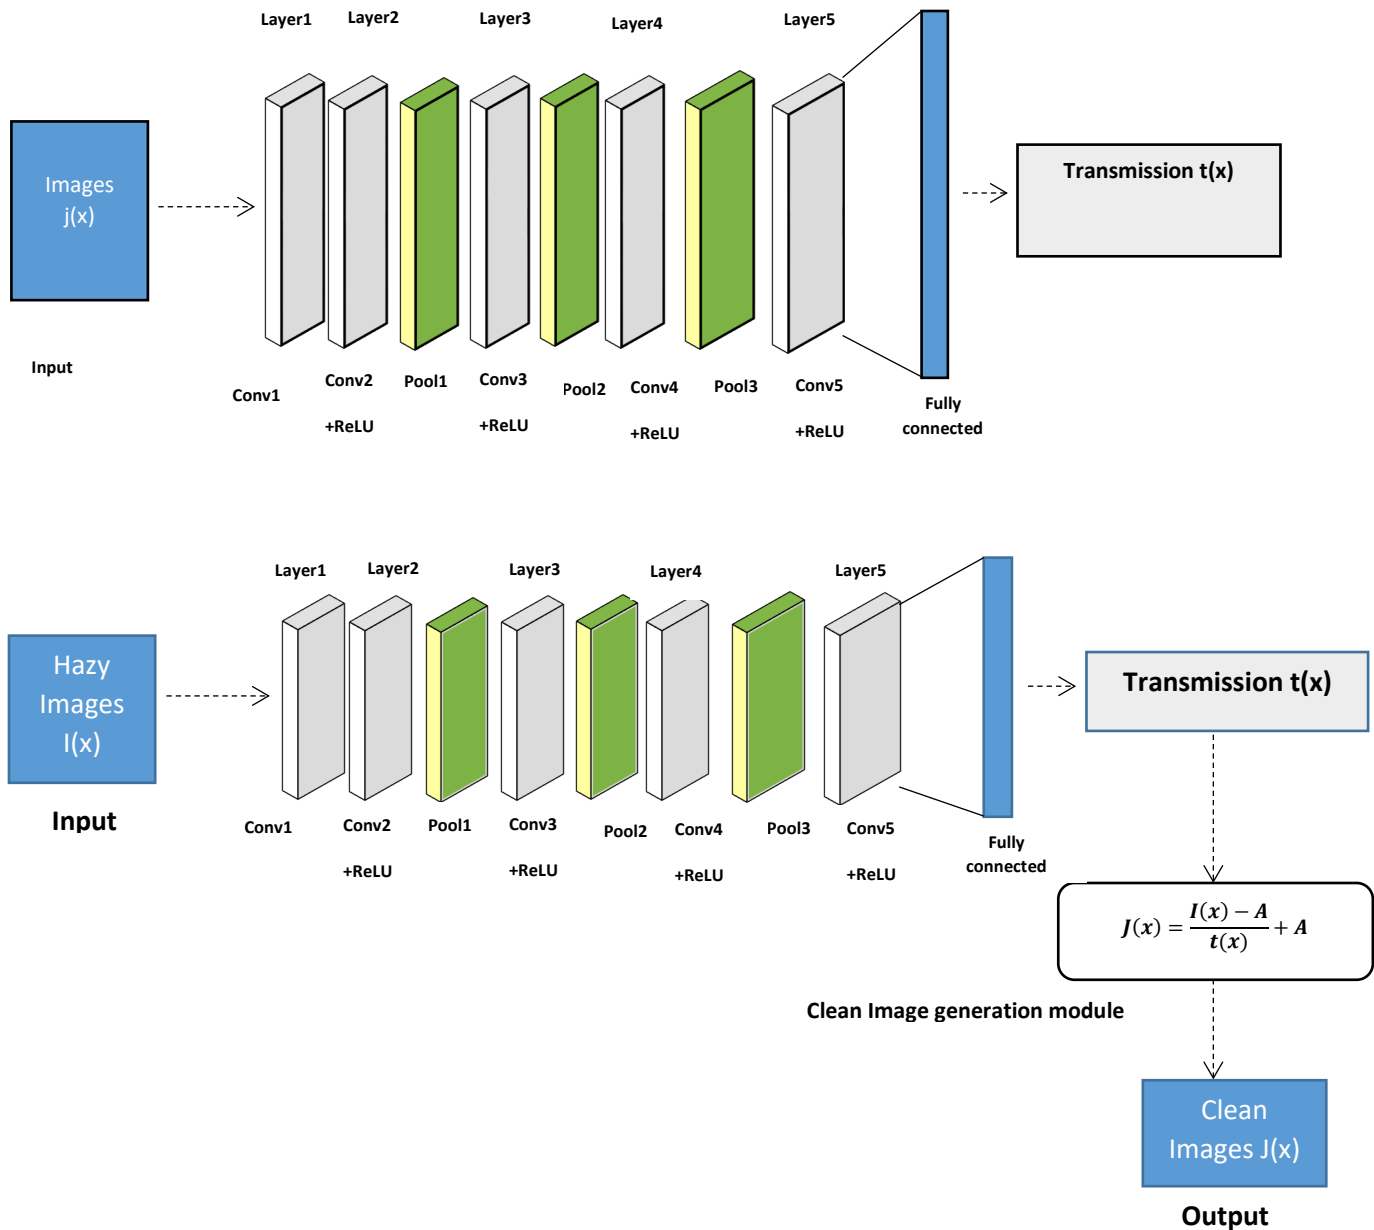 Layer1 Layer2 Layer3 Layer4 Layer5
Images
j(x)
Transmission t(x)
Input
Conv1 Conv2 Pool1 Conv3 Pool2 Conv4 Pool3 Conv5
+ReLU +ReLU +ReLU +ReLU
Fully
connected
Layer1 Layer2 Layer3 Layer4 Layer5
Hazy
Images
I(x)
Transmission t(x)
Input
Conv1 Conv2 Pool1 Conv3 Pool2 Conv4 Pool3 Conv5
+ReLU +ReLU +ReLU +ReLU
Fully
connected
J(x) = (I(x) − A) / t(x) + A
Clean Image generation module
Clean
Images J(x)
Output